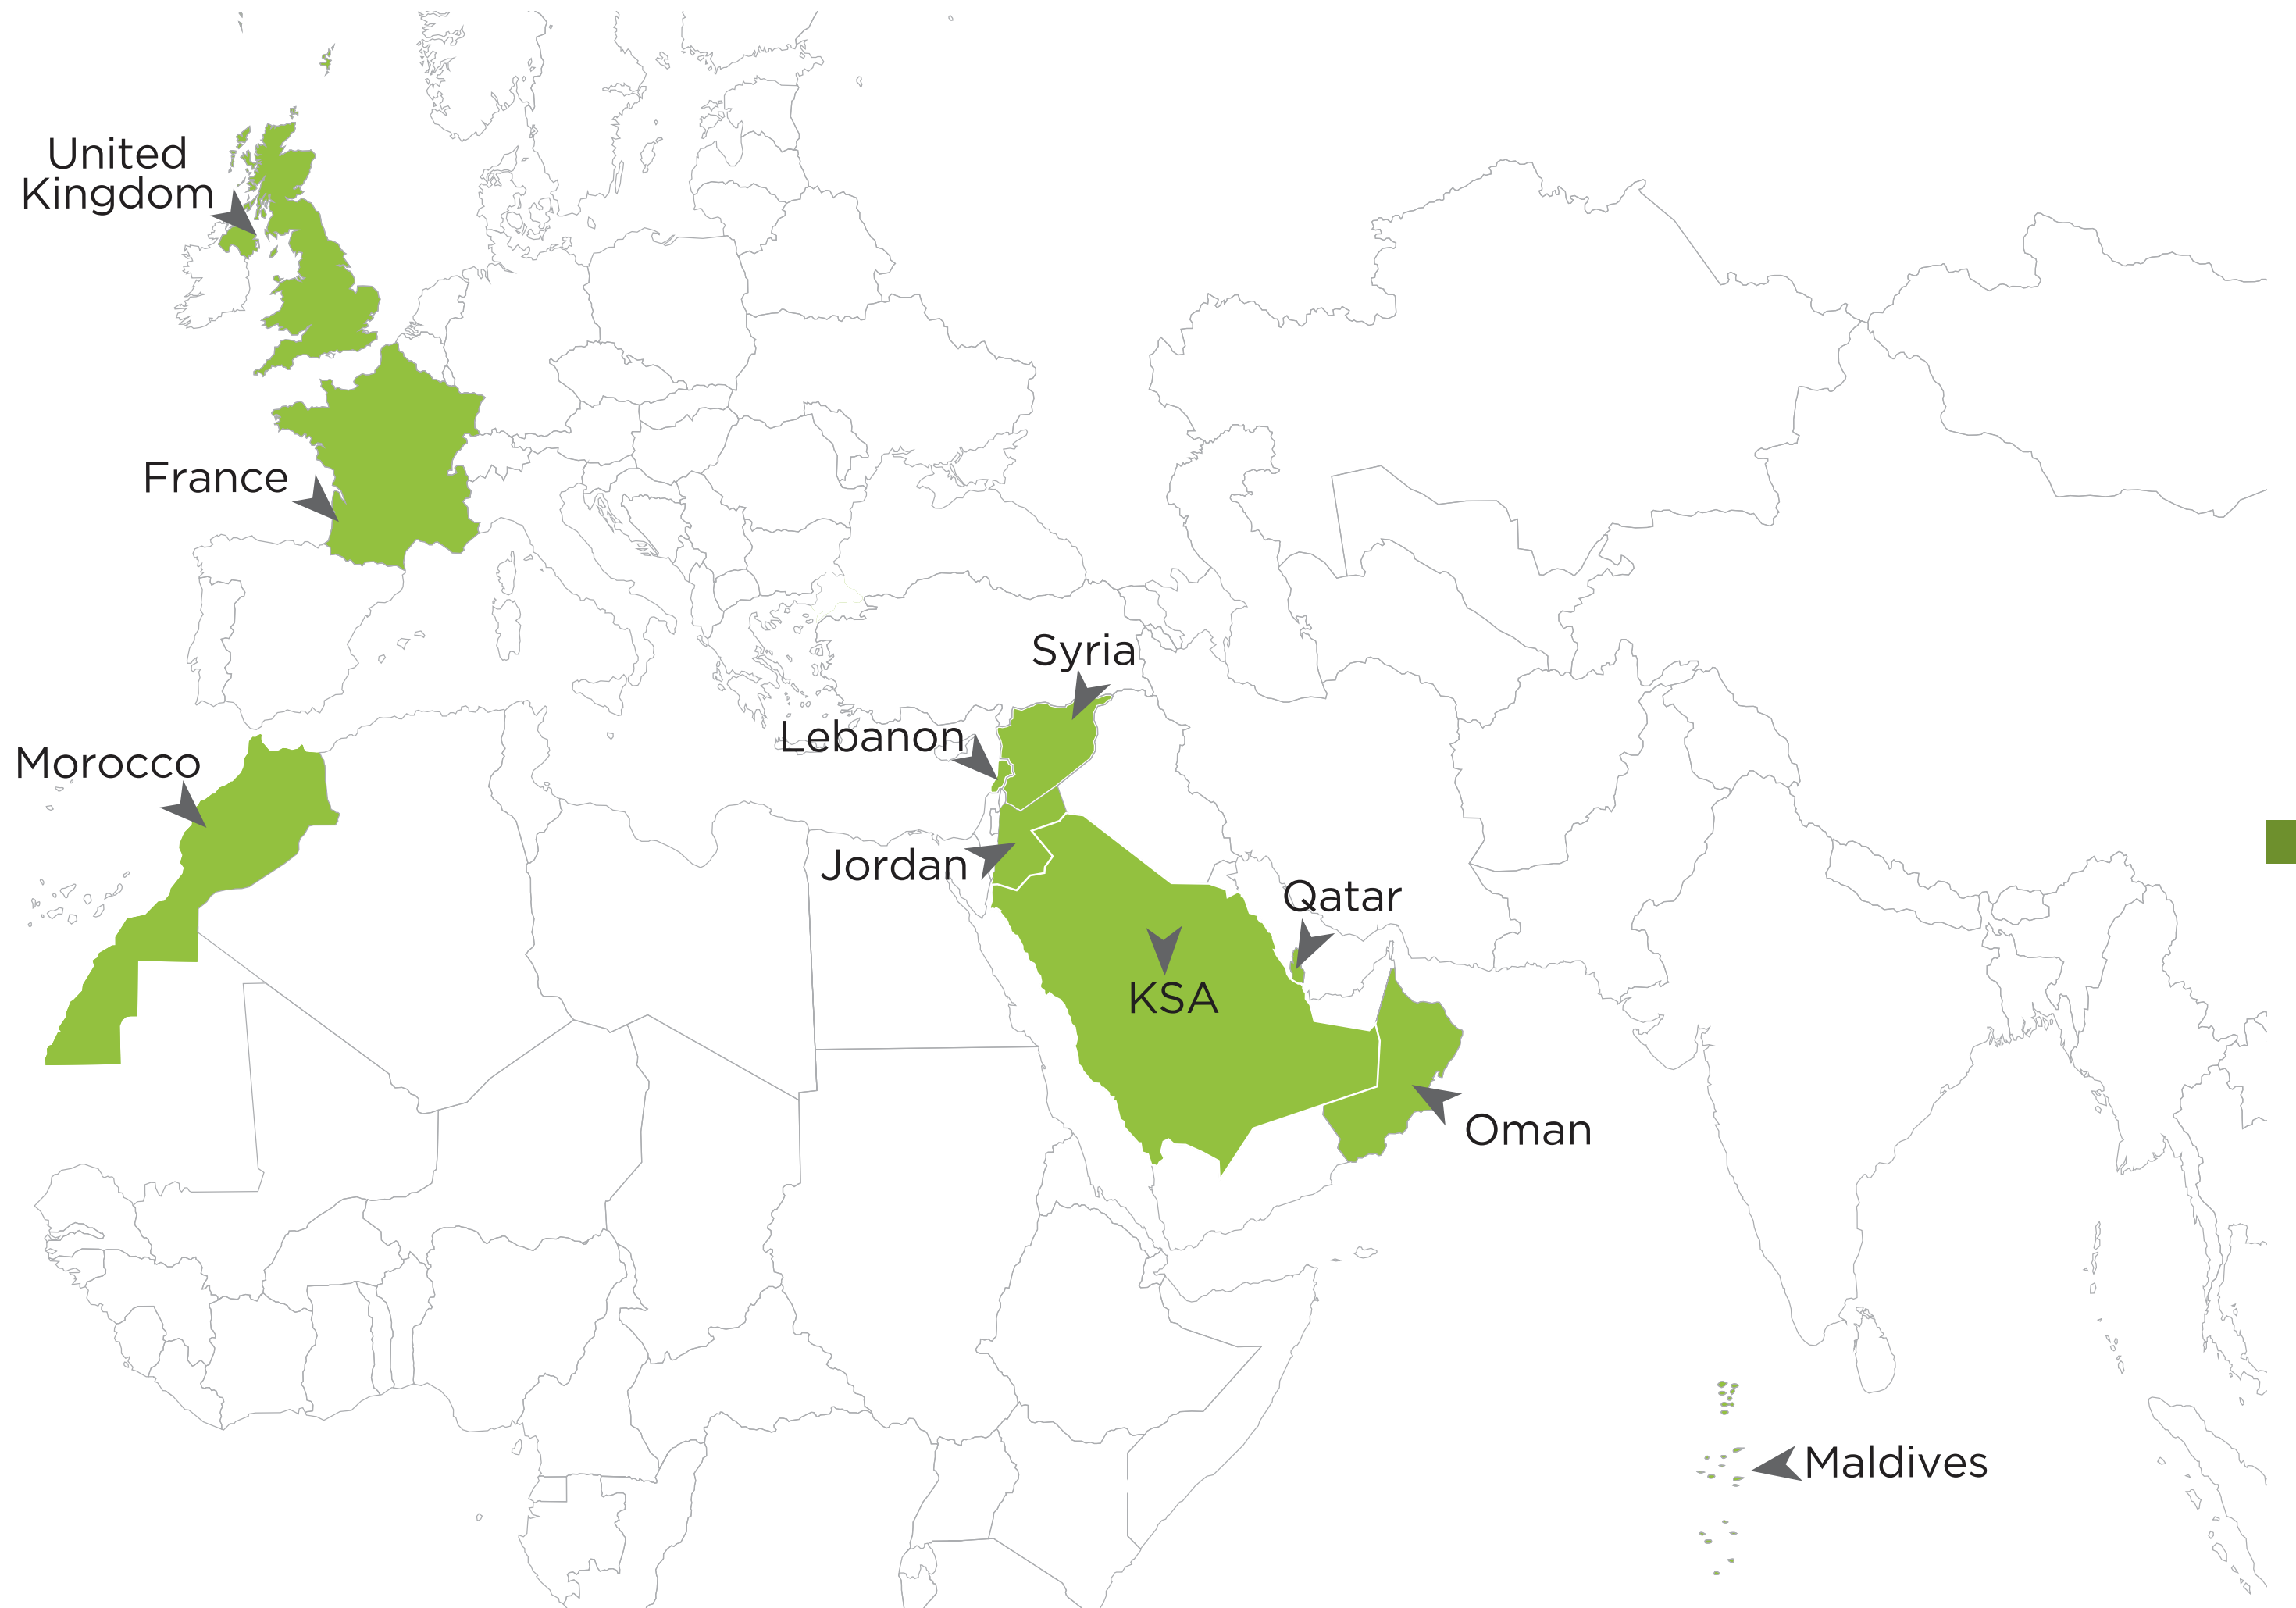 United
Kingdom
France
Syria
Lebanon
Morocco
Jordan
Qatar
KSA
Oman
Maldives